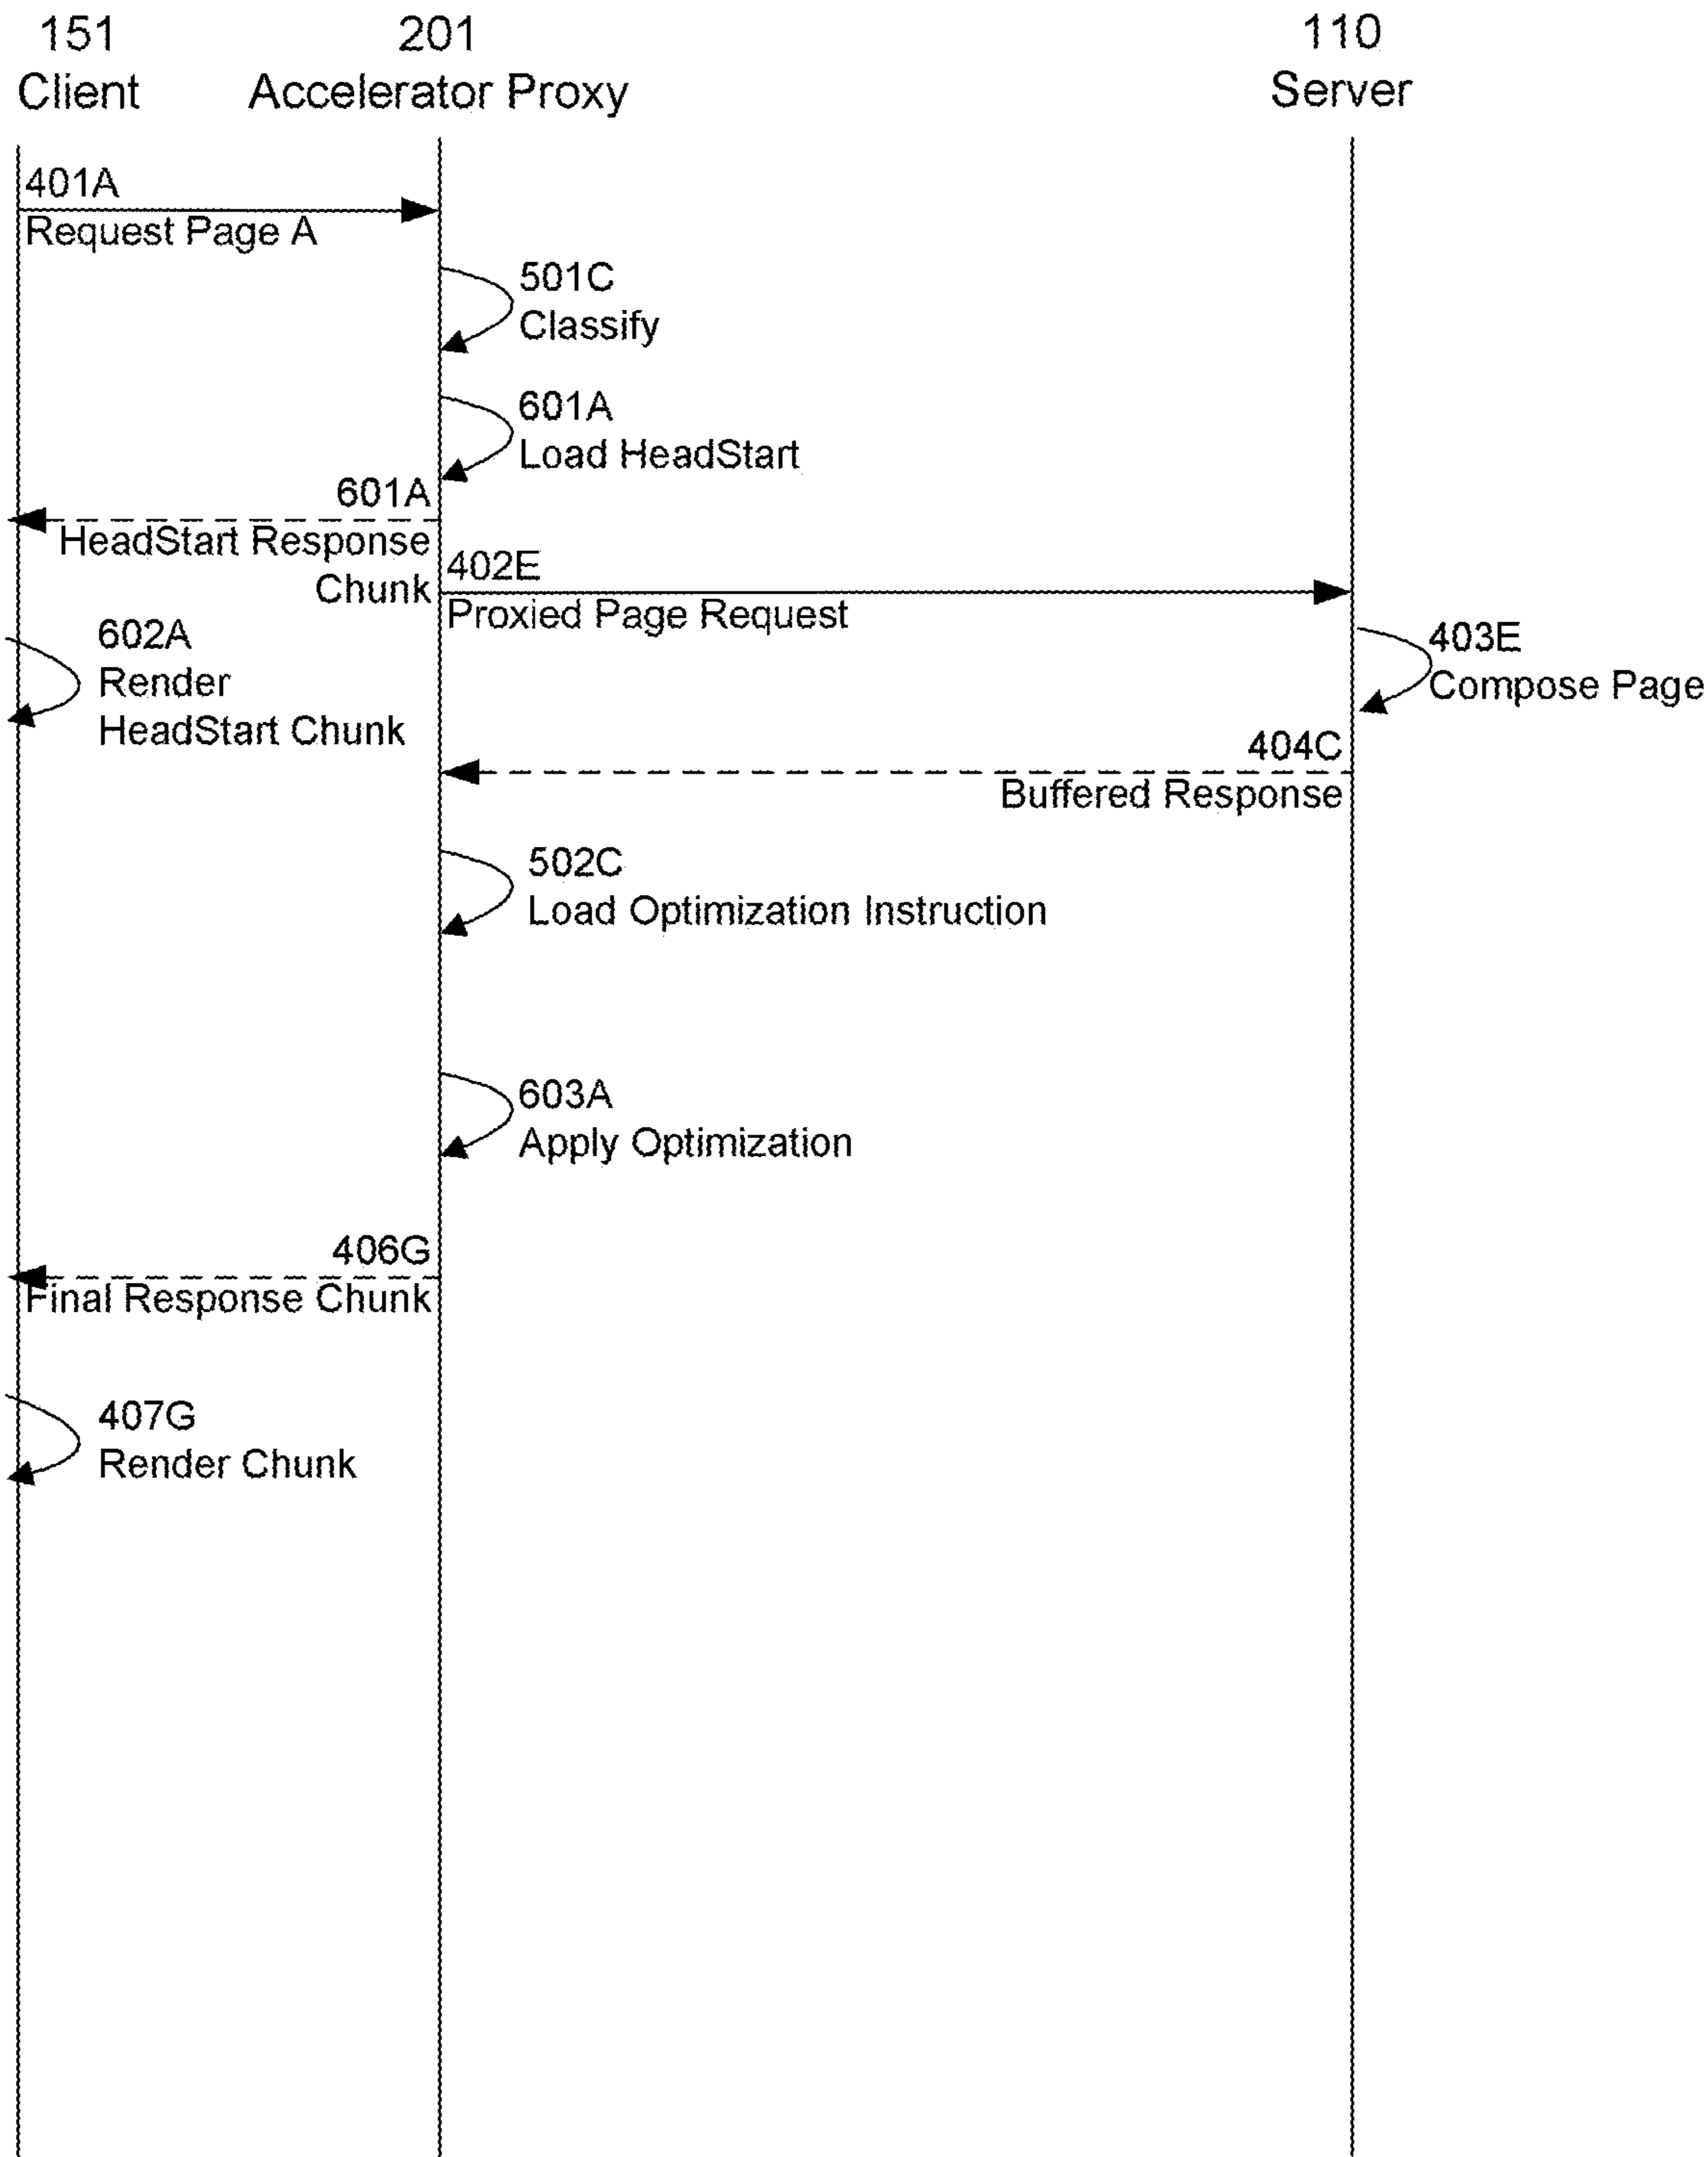 151
Client
201
Accelerator Proxy
110
Server
401A
Request Page A
501C
Classify
601A
Load HeadStart
601A
HeadStart Response
Chunk
402E
Proxied Page Request
602A
Render
HeadStart Chunk
403E
Compose Page
404C
Buffered Response
502C
Load Optimization Instruction
603A
Apply Optimization
406G
Final Response Chunk
407G
Render Chunk